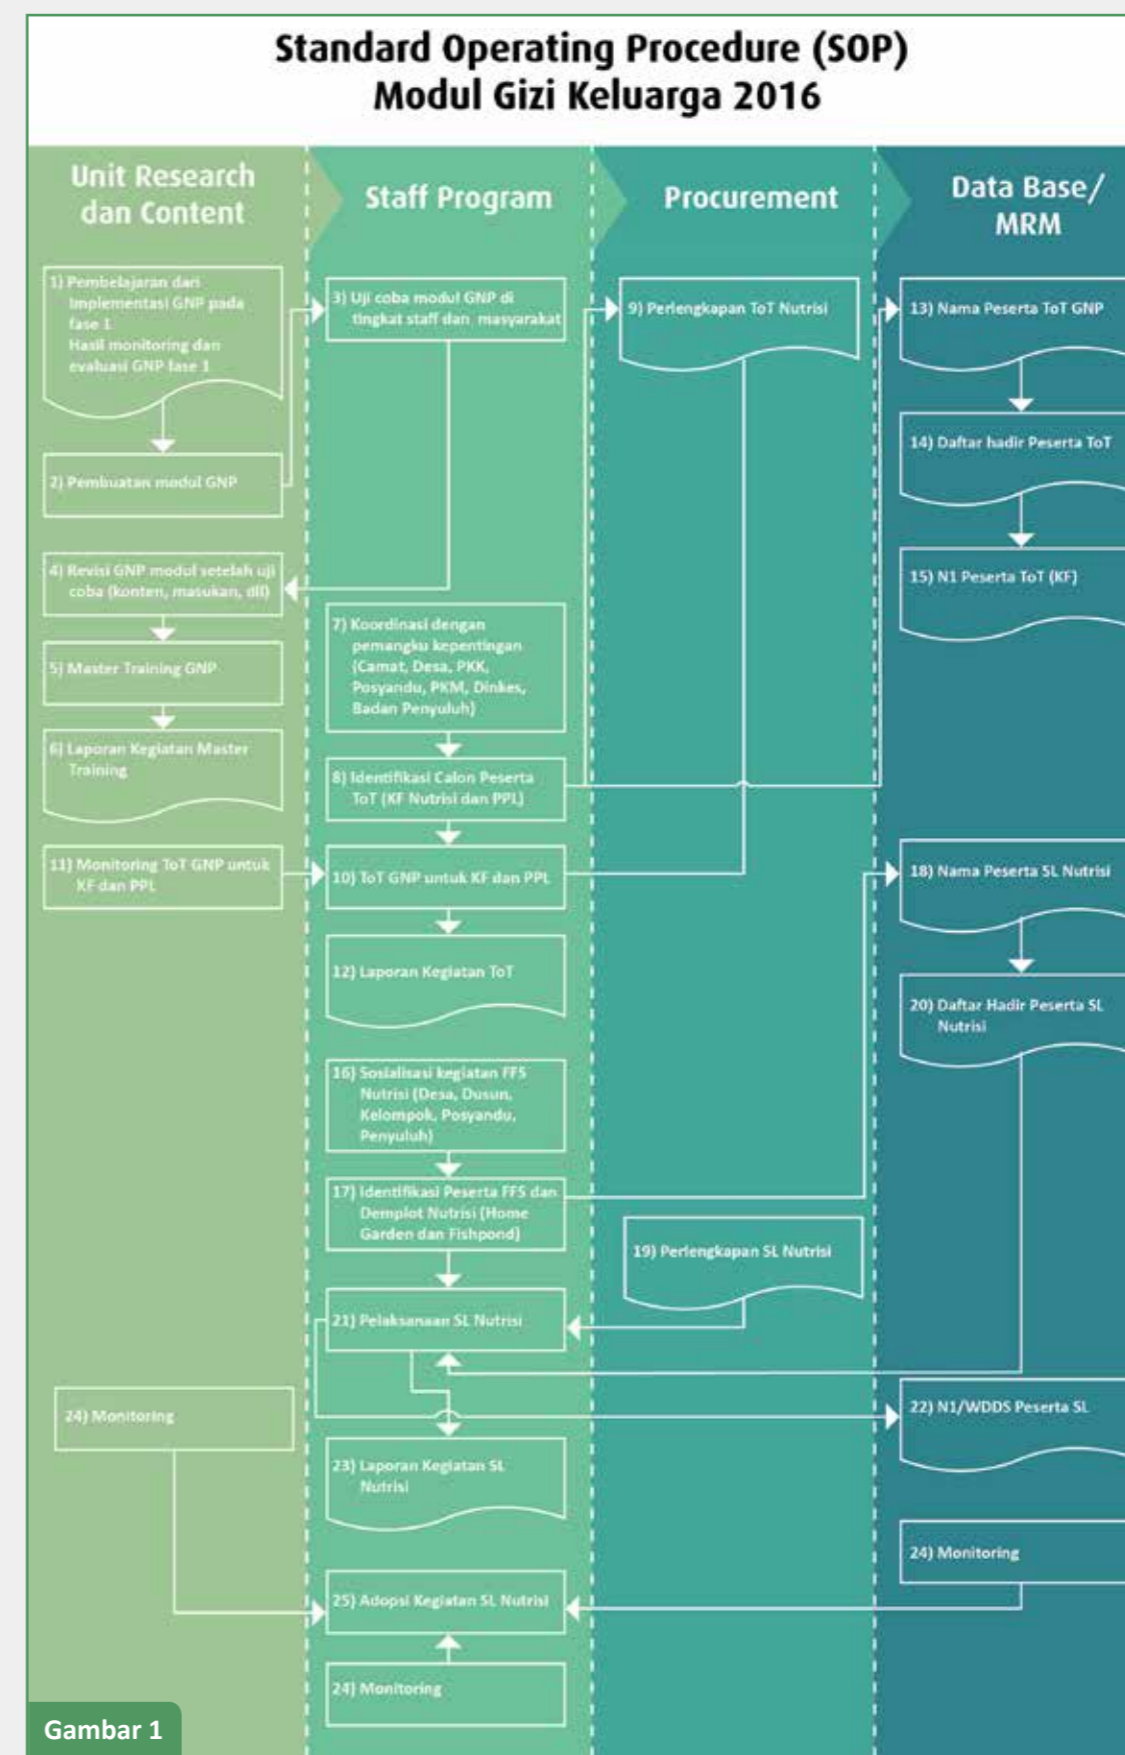 Standard Operating Procedure (SOP)
Modul Gizi Keluarga 2016
Unit Research
dan Content
Staff Program
Procurement
Data Base/
MRM
1) Pembelajaran dari
Implementasi GNP pada
fase 1
Hasil monitoring dan
evaluasi GNP fase 1
2) Pembuatan modul GNP
3) Uji coba modul GNP di
tingkat staff dan masyarakat
4) Revisi GNP modul setelah uji
coba (konten, masukan, dll)
5) Master Training GNP
6) Laporan Kegiatan Master
Training
7) Koordinasi dengan
pemangku kepentingan
(Camat, Desa, PKK,
Posyandu, PKM, Dinkes,
Badan Penyuluh)
8) Identifikasi Calon Peserta
ToT (KF Nutrisi dan PPL)
9) Perlengkapan ToT Nutrisi
10) ToT GNP untuk KF dan PPL
11) Monitoring ToT GNP untuk
KF dan PPL
12) Laporan Kegiatan ToT
13) Nama Peserta ToT GNP
14) Daftar hadir Peserta ToT
15) N1 Peserta ToT (KF)
16) Sosialisasi kegiatan FFS
Nutrisi (Desa, Dusun,
Kelompok, Posyandu,
Penyuluh)
17) Identifikasi Peserta FFS dan
Demplot Nutrisi (Home
Garden dan Fishpond)
18) Nama Peserta SL Nutrisi
19) Perlengkapan SL Nutrisi
20) Daftar Hadir Peserta SL
Nutrisi
21) Pelaksanaan SL Nutrisi
22) N1/WDDS Peserta SL
23) Laporan Kegiatan SL
Nutrisi
24) Monitoring
24) Monitoring
25) Adopsi Kegiatan SL Nutrisi
24) Monitoring
Gambar 1